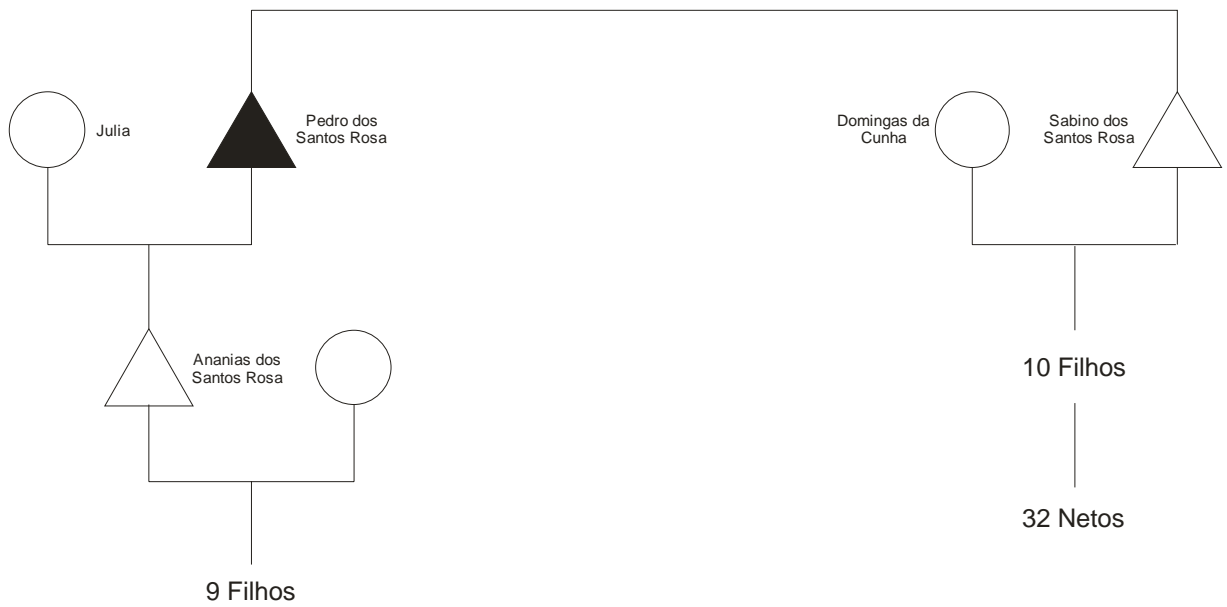 Julia
Pedro dos
Santos Rosa
Domingas da
Cunha
Sabino dos
Santos Rosa
Ananias dos
Santos Rosa
10 Filhos
32 Netos
9 Filhos